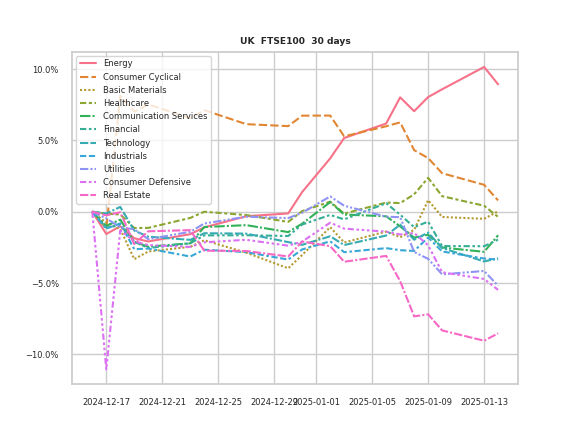 UK  FTSE100  30 days
10.0%
5.0%
0.0%
−5.0%
−10.0%
Energy
Consumer Cyclical
Basic Materials
Healthcare
Communication Services
Financial
Technology
Industrials
Utilities
Consumer Defensive
Real Estate
2024-12-17 2024-12-21 2024-12-25 2024-12-29 2025-01-01 2025-01-05 2025-01-09 2025-01-13